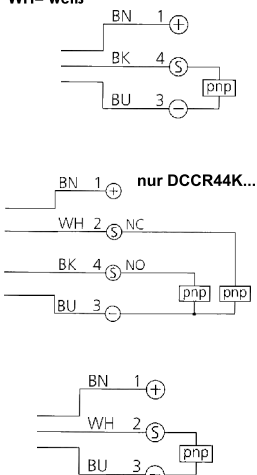 WH= weiß
BN 1 +
BK 4 S
pnp
BU 3 −
BN 1 + nur DCCR44K...
WH 2 S NC
BK 4 S NO
pnp pnp
BU 3 −
BN 1 +
WH 2 S
pnp
BU 3 −